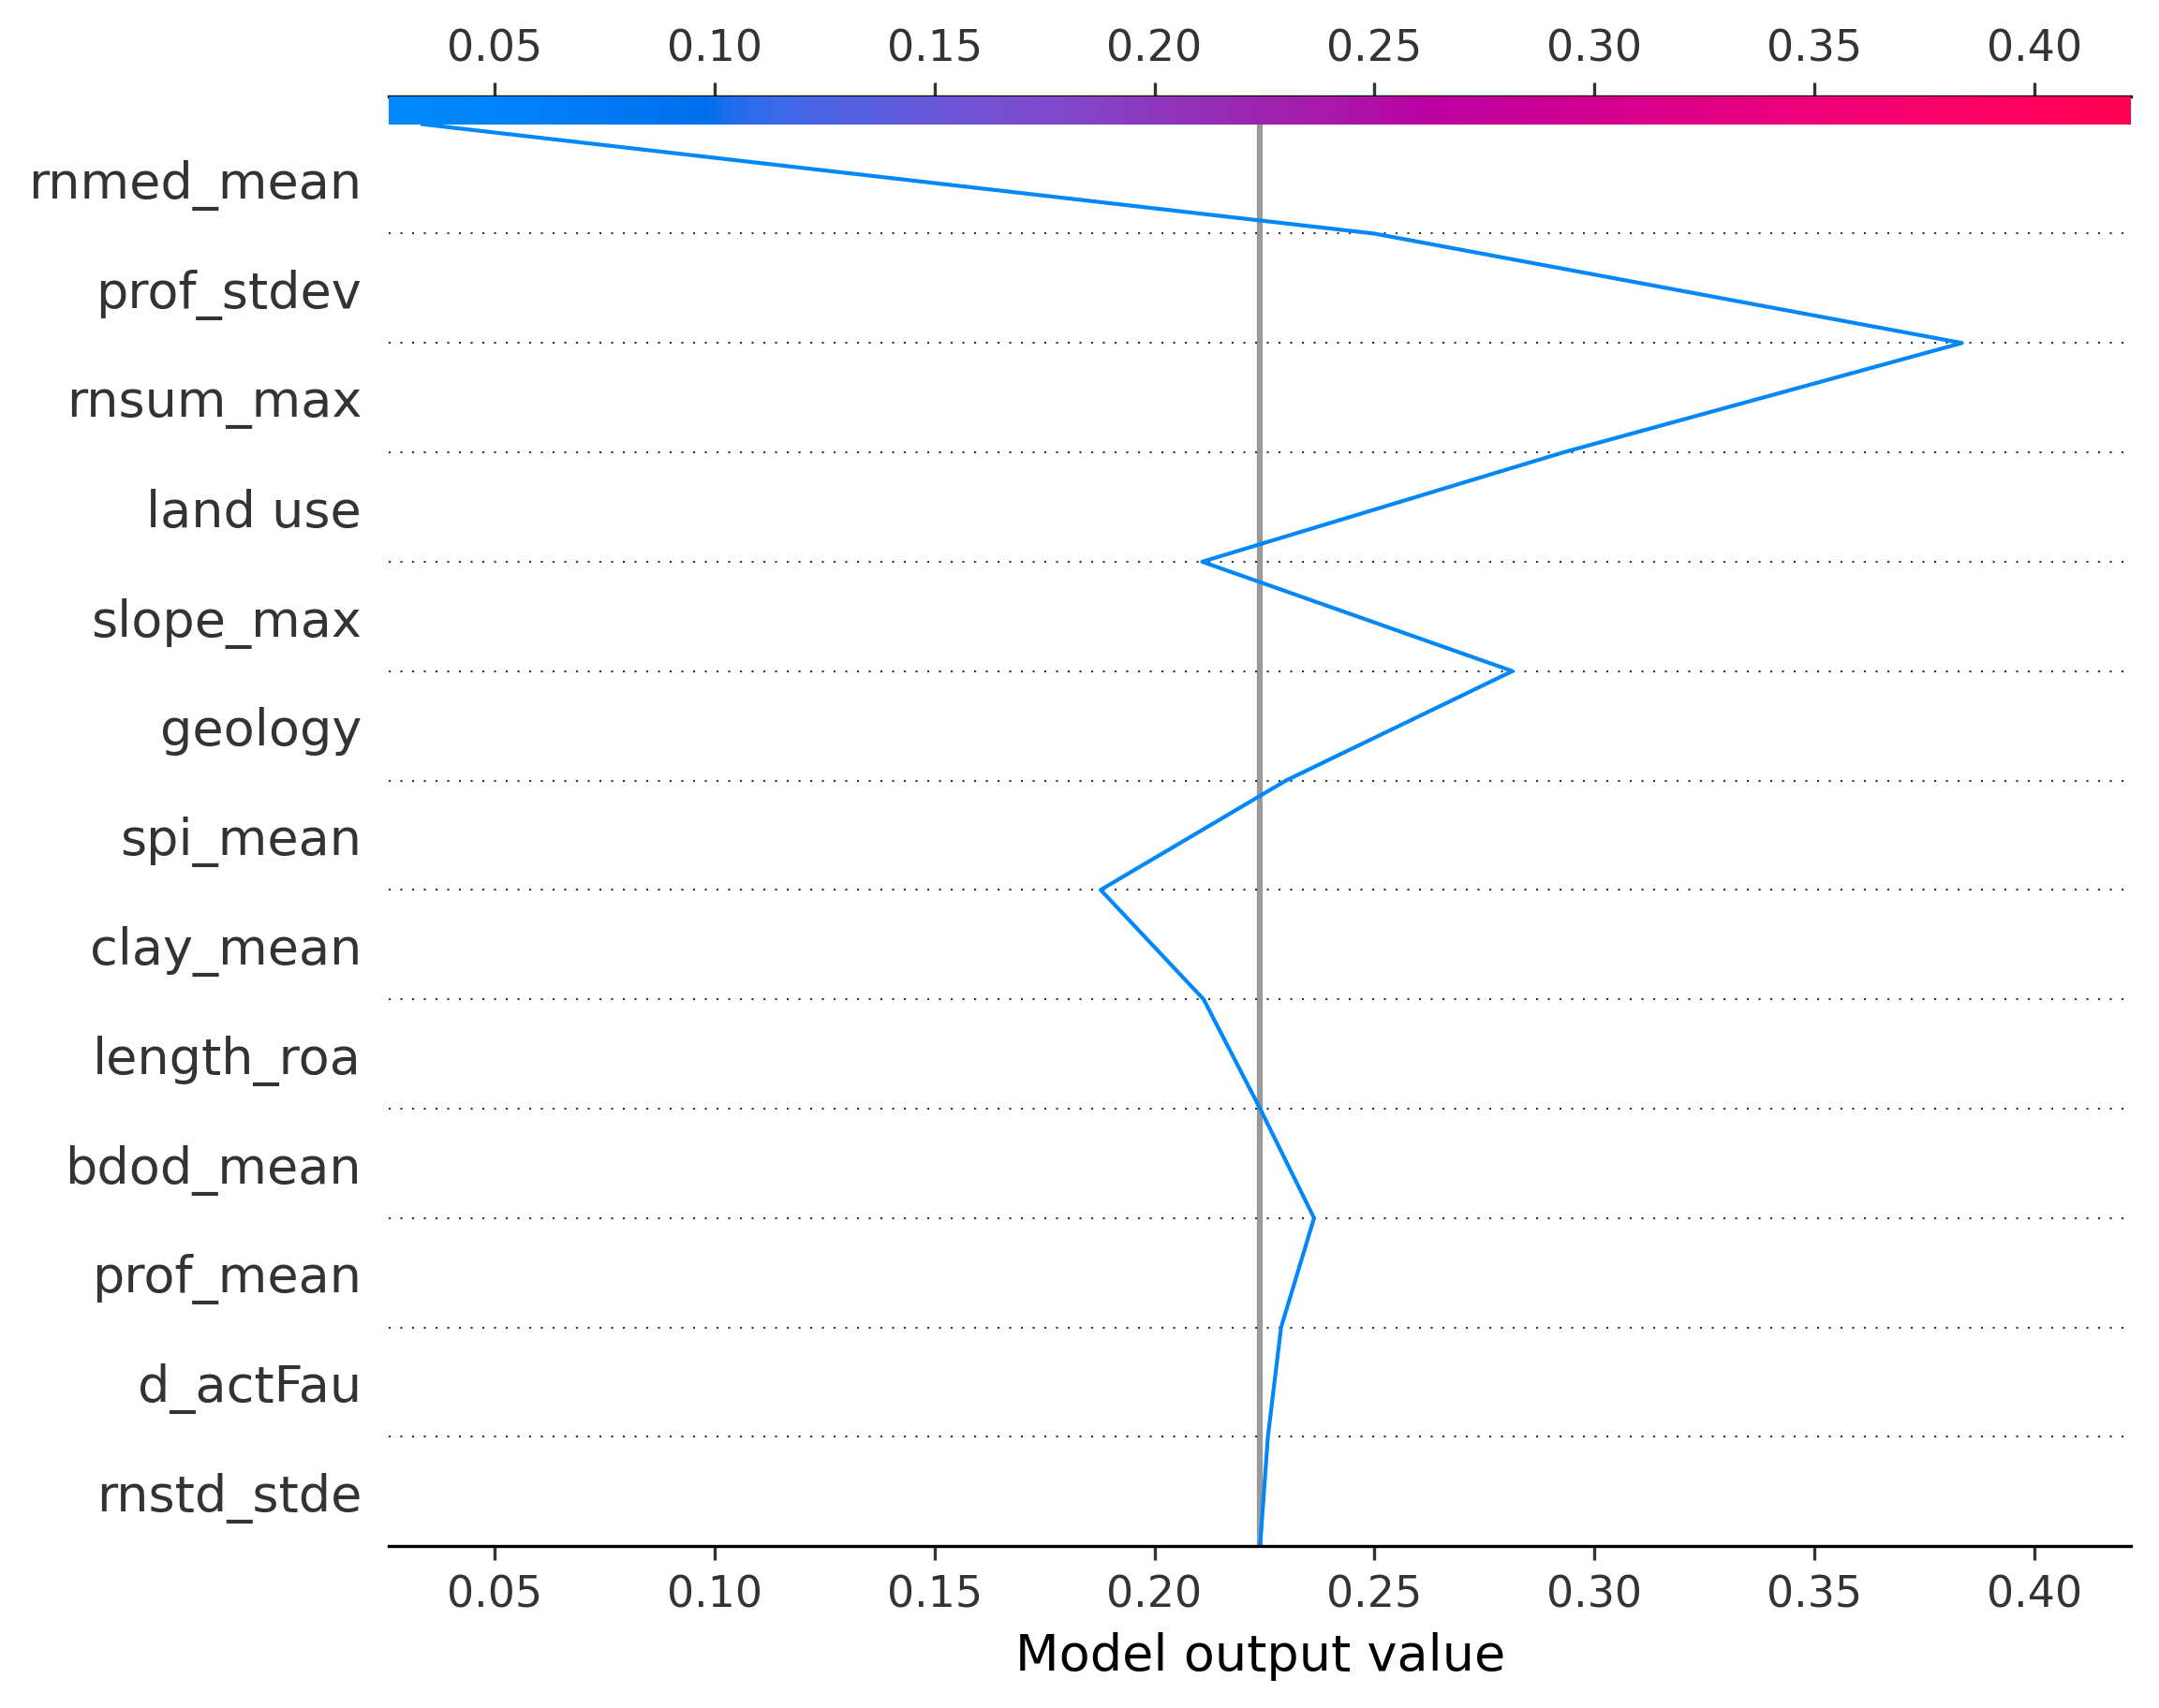 0.05 0.10 0.15 0.20 0.25 0.30 0.35 0.40
rnmed_mean
prof_stdev
rnsum_max
land use
slope_max
geology
spi_mean
clay_mean
length_roa
bdod_mean
prof_mean
d_actFau
rnstd_stde
0.05 0.10 0.15 0.20 0.25 0.30 0.35 0.40
Model output value